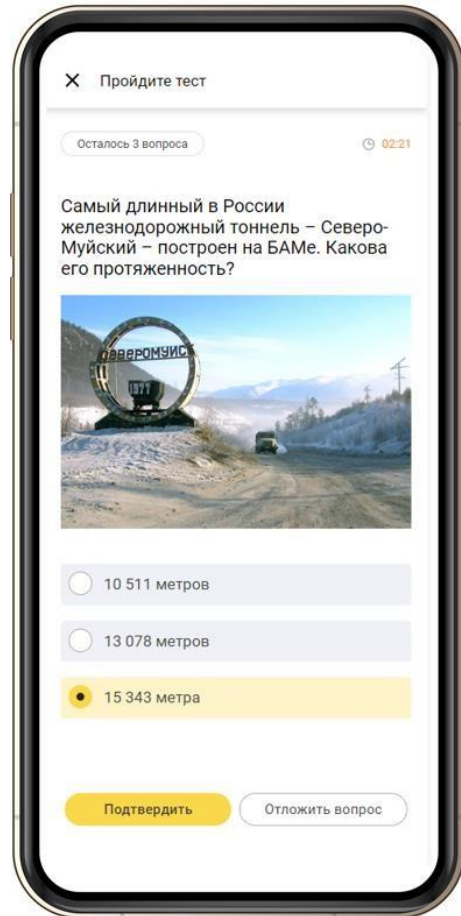 Пройдите тест
Осталось 3 вопроса
02:21
Самый длинный в России
железнодорожный тоннель – Северо-
Муйский – построен на БАМе. Какова
его протяженность?
СЕВЕРОМУЙС
1977
10 511 метров
13 078 метров
15 343 метра
Подтвердить
Отложить вопрос